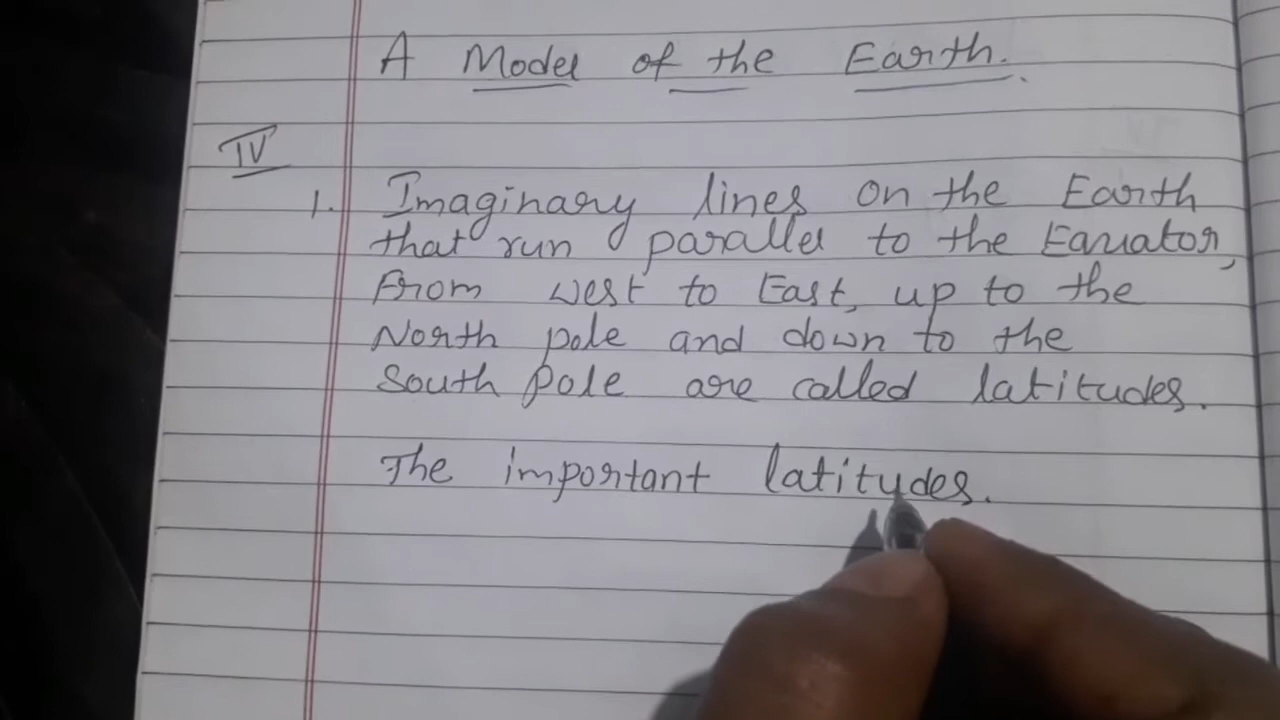 A Model of the Earth.
IV
1. Imaginary lines on the Earth
that run parallel to the Equator,
From west to East, up to the
North pole and down to the
South pole are called latitudes.
The important latitudes.